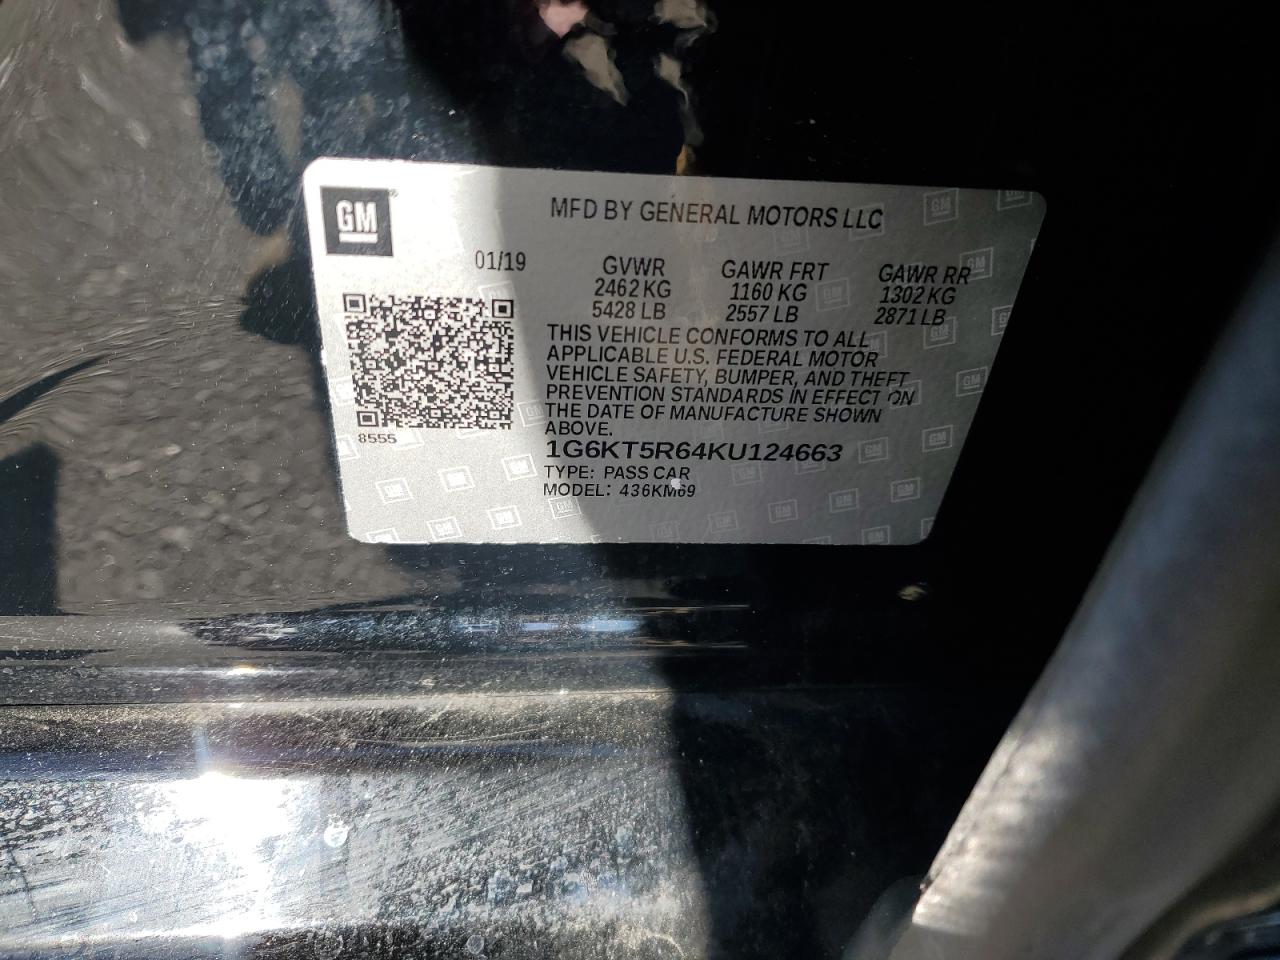 GM
MFD BY GENERAL MOTORS LLC
01/19 GVWR GAWR FRT GAWR RR
2462 KG 1160 KG 1302 KG
5428 LB 2557 LB 2871 LB
THIS VEHICLE CONFORMS TO ALL
APPLICABLE U.S. FEDERAL MOTOR
VEHICLE SAFETY, BUMPER, AND THEFT
PREVENTION STANDARDS IN EFFECT ON
THE DATE OF MANUFACTURE SHOWN
ABOVE.
8555
1G6KT5R64KU124663
TYPE: PASS CAR
MODEL: 436KM69